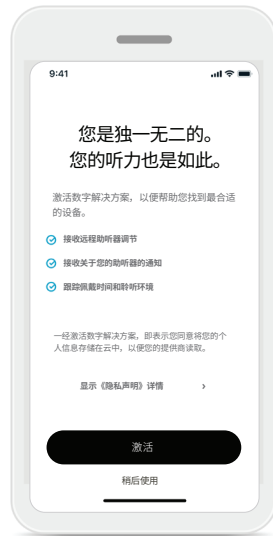 9:41
您是独一无二的。
您的听力也是如此。
激活数字解决方案，以便帮助您找到最合适
的设备。
接收远程助听器调节
接收关于您的助听器的通知
跟踪佩戴时间和聆听环境
一经激活数字解决方案，即表示您同意将您的个
人信息存储在云中，以便您的提供商读取。
显示《隐私声明》详情
激活
稍后使用